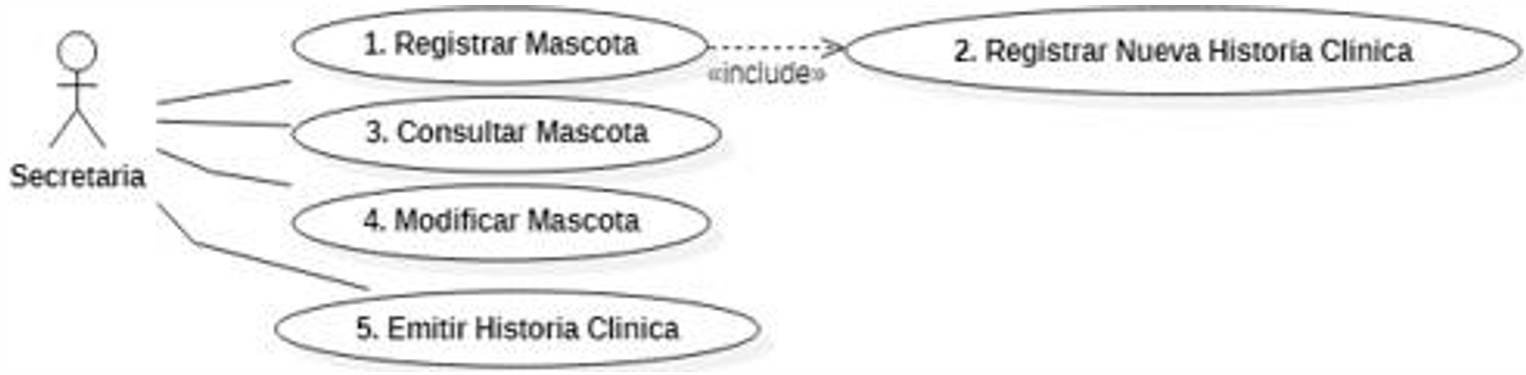 1. Registrar Mascota
«include»
2. Registrar Nueva Historia Clinica
3. Consultar Mascota
Secretaria
4. Modificar Mascota
5. Emitir Historia Clinica